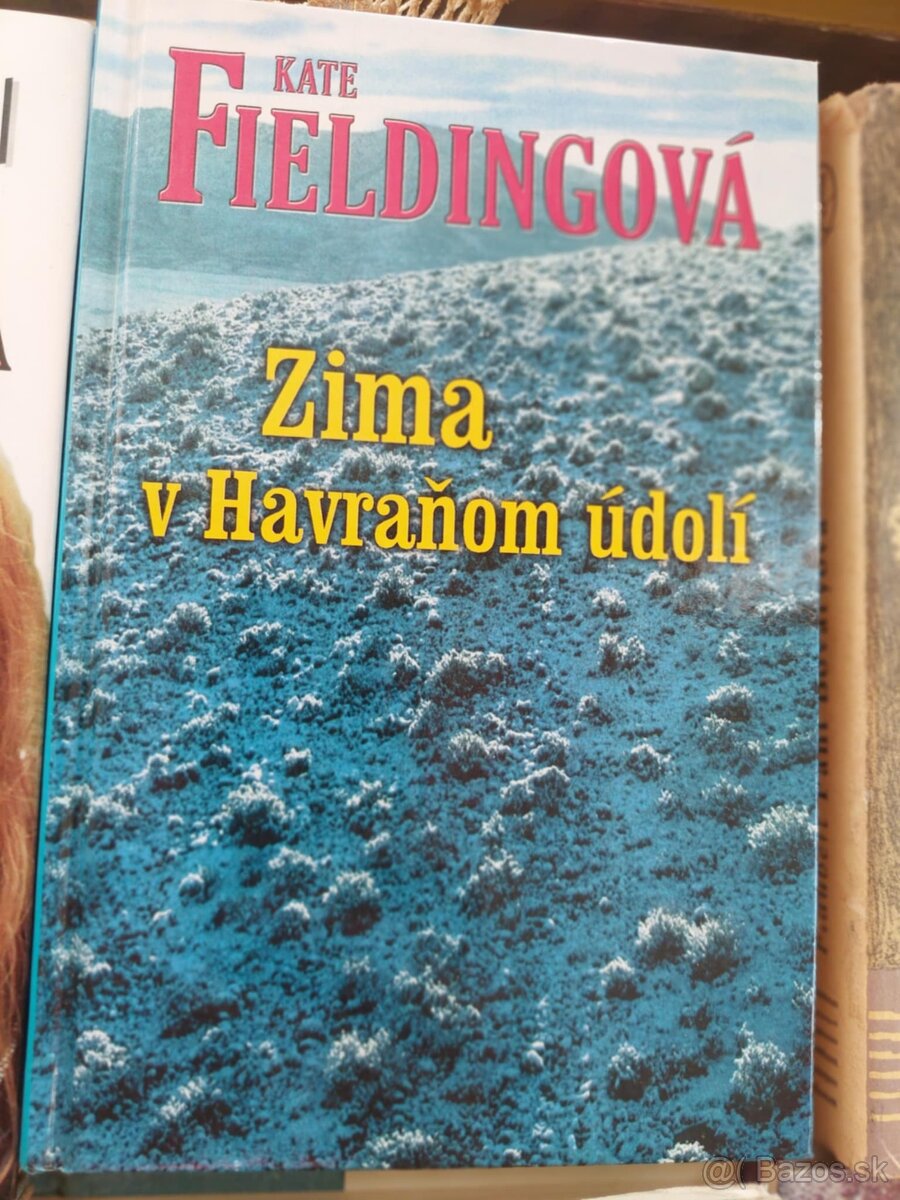 KATE
FIELDINGOVÁ
Zima
v Havraňom údolí
@( Bazos.sk